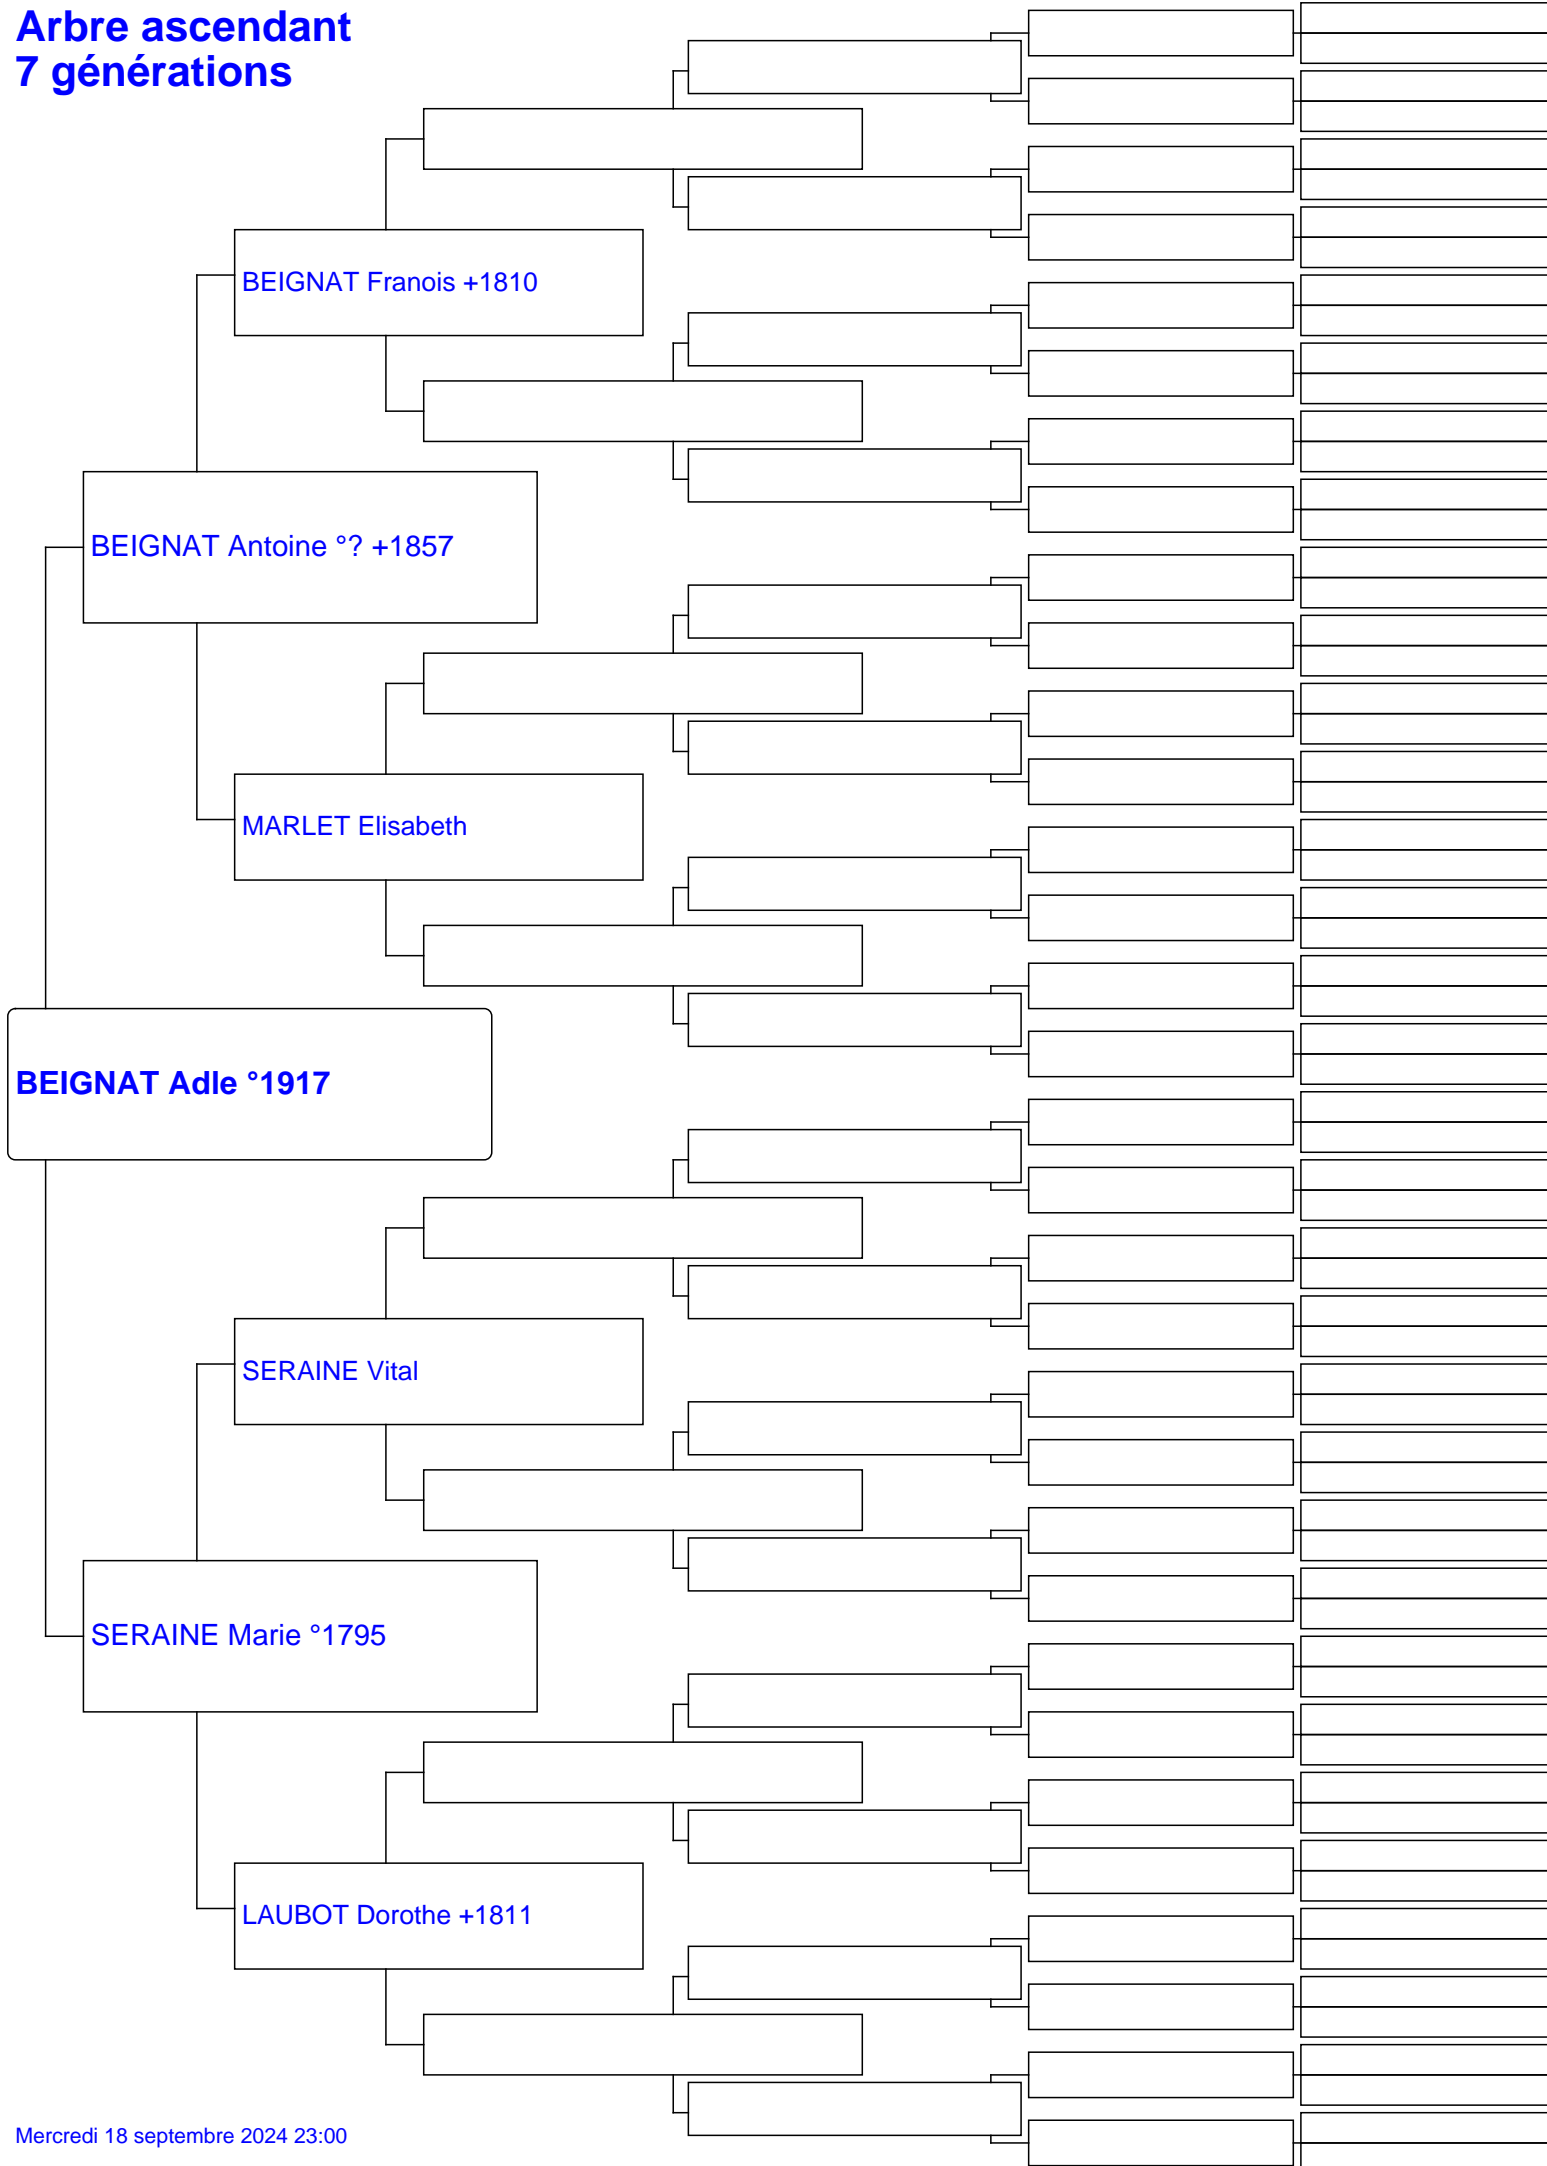 Arbre ascendant
7 générations
BEIGNAT Franois +1810
BEIGNAT Antoine °? +1857
MARLET Elisabeth
BEIGNAT Adle °1917
SERAINE Vital
SERAINE Marie °1795
LAUBOT Dorothe +1811
Mercredi 18 septembre 2024 23:00